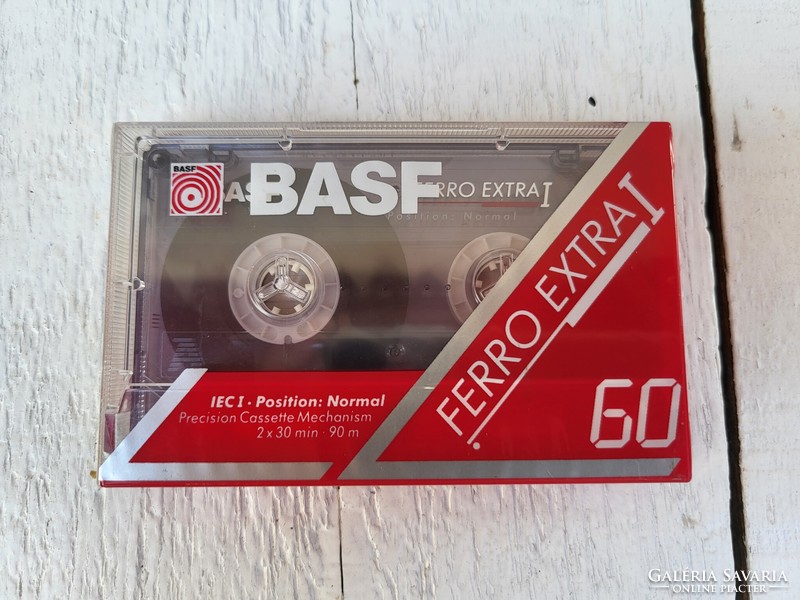 BASF
BASF
FERRO EXTRA I
Position: Normal
FERRO EXTRA I
IEC I · Position: Normal
Precision Cassette Mechanism
2 x 30 min · 90 m
60
GALÉRIA SAVARIA
ONLINE PIACTÉR